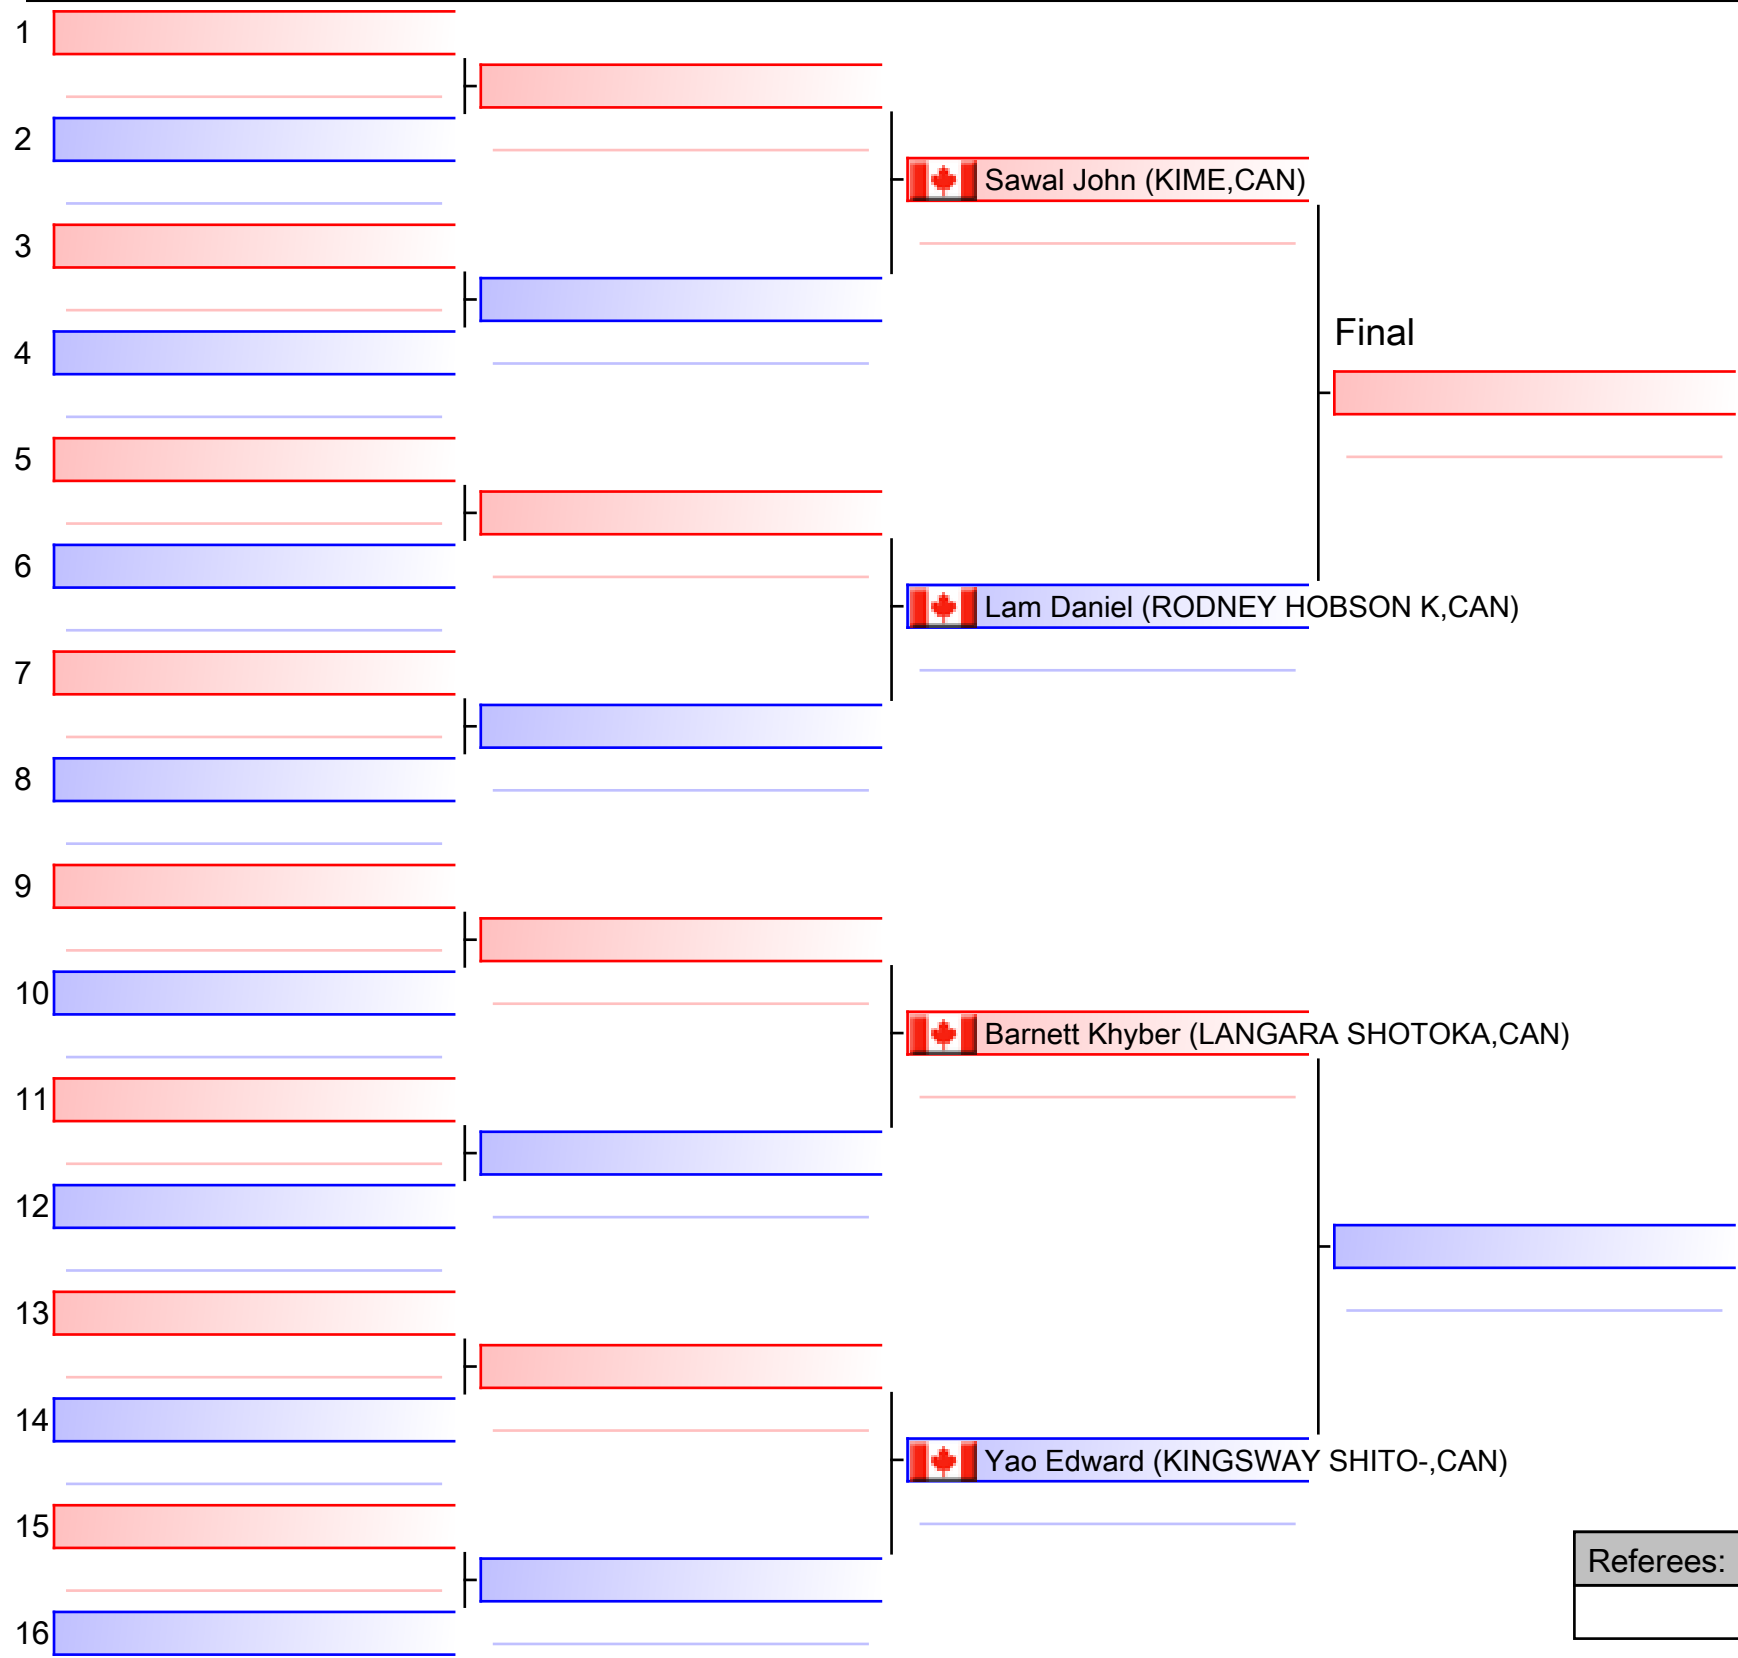 1
2
Sawal John (KIME,CAN)
3
Final
4
5
6
Lam Daniel (RODNEY HOBSON K,CAN)
7
8
9
10
Barnett Khyber (LANGARA SHOTOKA,CAN)
11
12
13
14
Yao Edward (KINGSWAY SHITO-,CAN)
15
Referees:
16